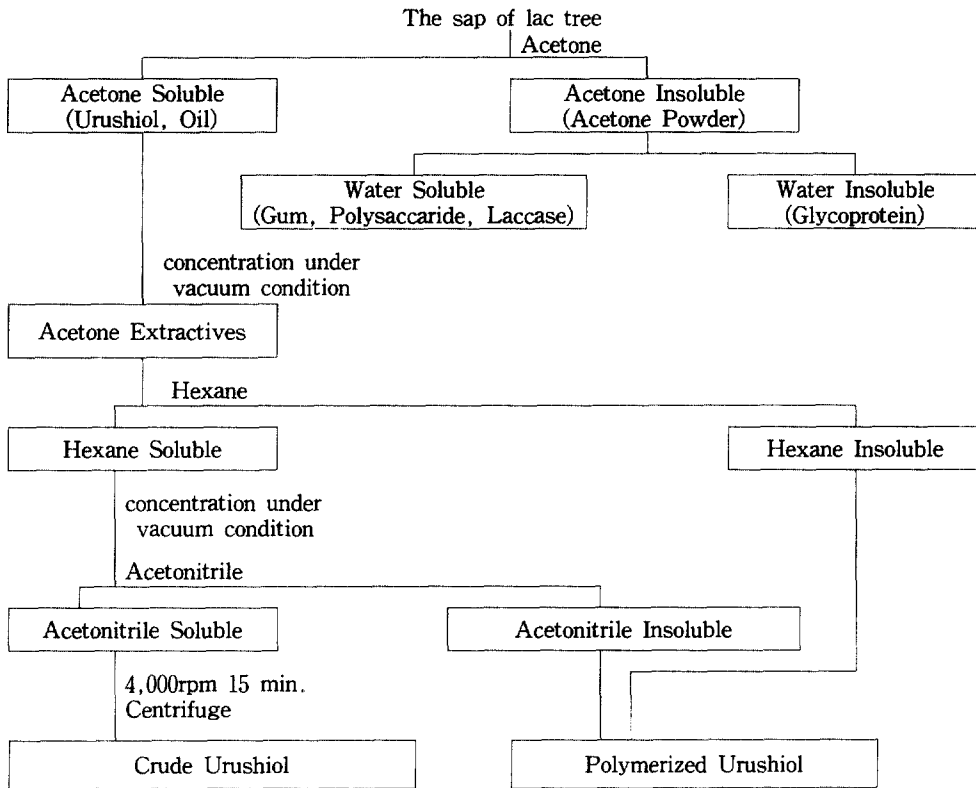 The sap of lac tree
Acetone
Acetone Soluble
(Urushiol, Oil)
Acetone Insoluble
(Acetone Powder)
Water Soluble
(Gum, Polysaccaride, Laccase)
Water Insoluble
(Glycoprotein)
concentration under
vacuum condition
Acetone Extractives
Hexane
Hexane Soluble
Hexane Insoluble
concentration under
vacuum condition
Acetonitrile
Acetonitrile Soluble
Acetonitrile Insoluble
4,000rpm 15 min.
Centrifuge
Crude Urushiol
Polymerized Urushiol